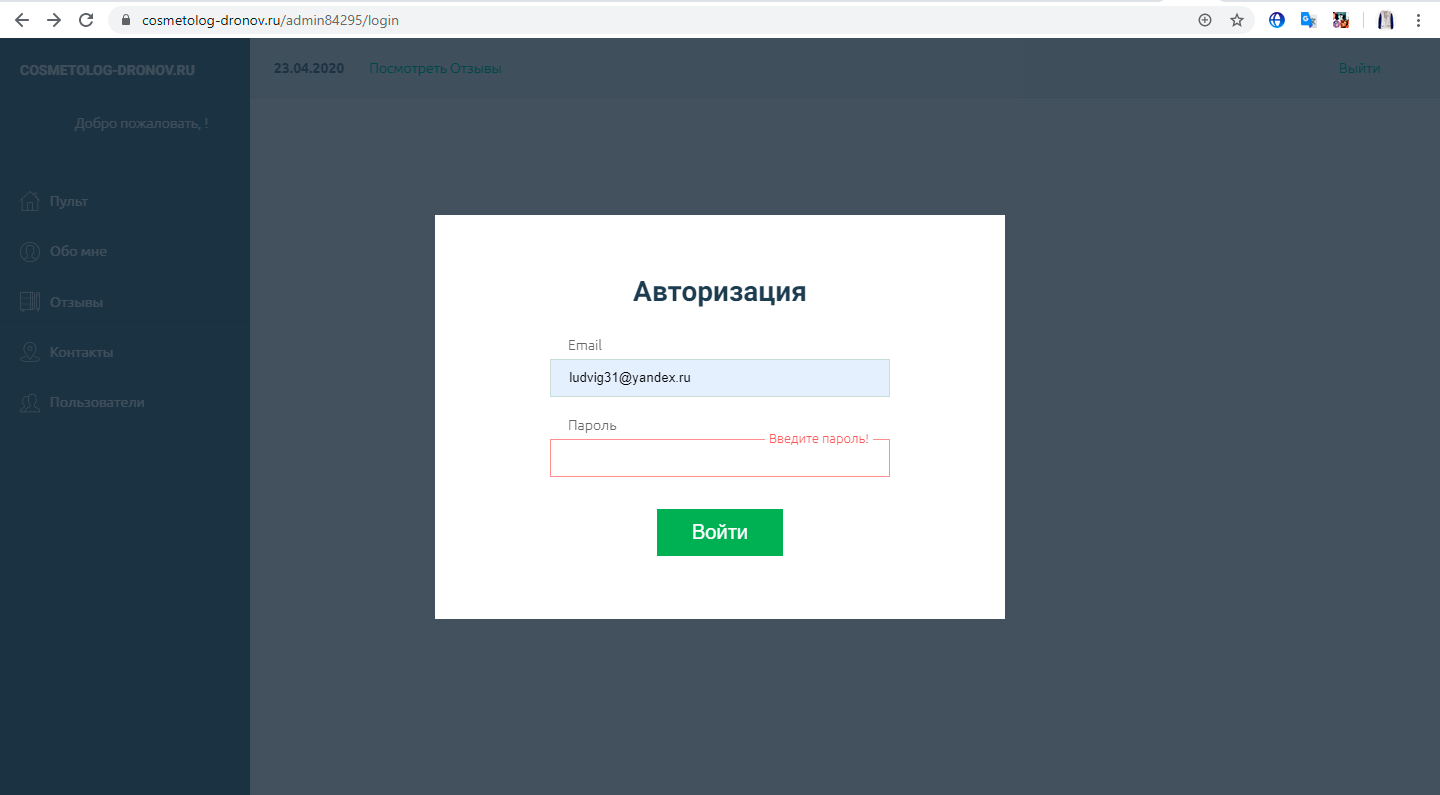 cosmetolog-dronov.ru/admin84295/login
COSMETOLOG-DRONOV.RU
23.04.2020 Посмотреть Отзывы Выйти
Добро пожаловать, !
Пульт
Обо мне
Отзывы
Контакты
Пользователи
Авторизация
Email
ludvig31@yandex.ru
Пароль
Введите пароль!
Войти